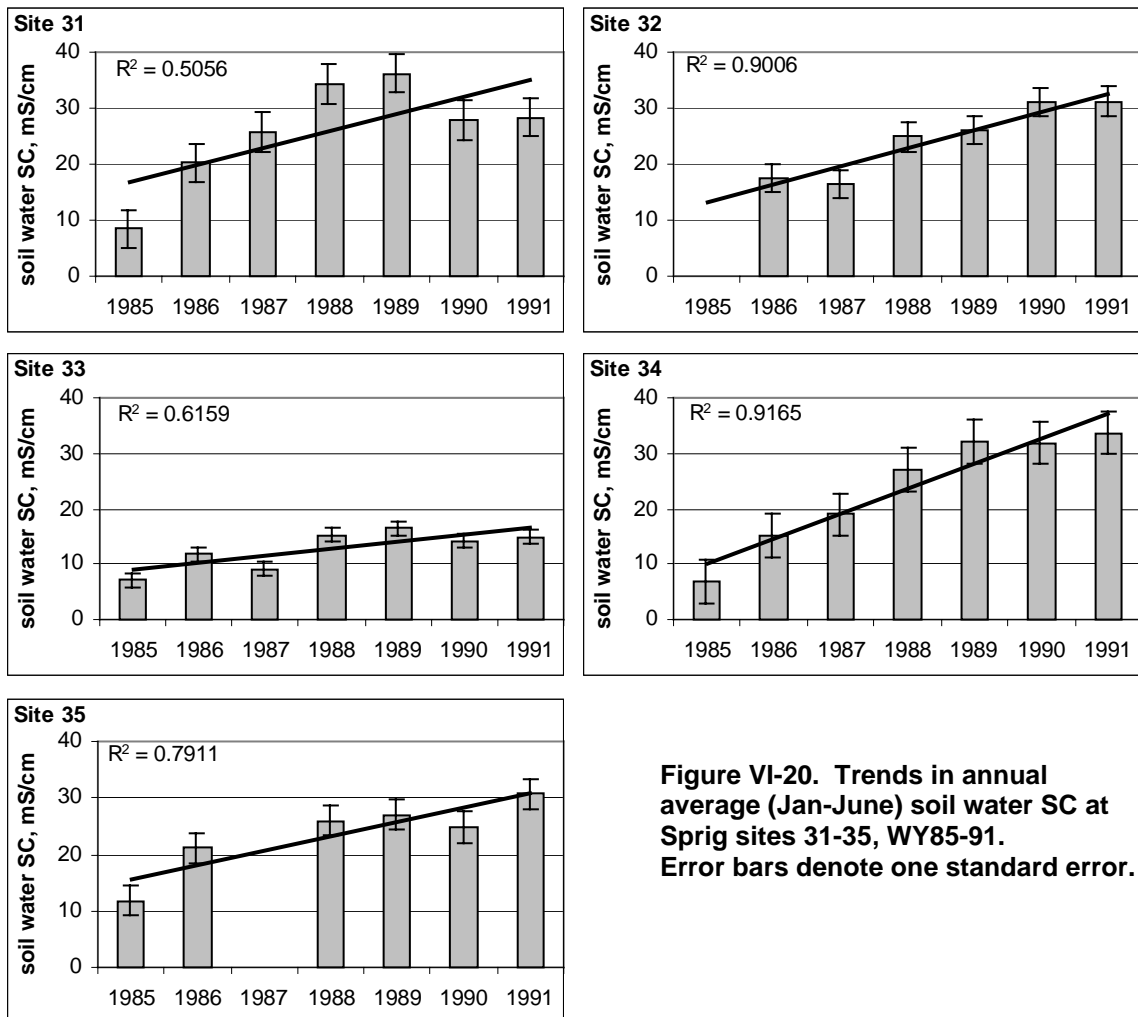 Site 31
soil water SC, mS/cm
R² = 0.5056
40
30
20
10
0
1985 1986 1987 1988 1989 1990 1991
Site 32
soil water SC, mS/cm
R² = 0.9006
40
30
20
10
0
1985 1986 1987 1988 1989 1990 1991
Site 33
soil water SC, mS/cm
R² = 0.6159
40
30
20
10
0
1985 1986 1987 1988 1989 1990 1991
Site 34
soil water SC, mS/cm
R² = 0.9165
40
30
20
10
0
1985 1986 1987 1988 1989 1990 1991
Site 35
soil water SC, mS/cm
R² = 0.7911
40
30
20
10
0
1985 1986 1987 1988 1989 1990 1991
Figure VI-20. Trends in annual
average (Jan-June) soil water SC at
Sprig sites 31-35, WY85-91.
Error bars denote one standard error.